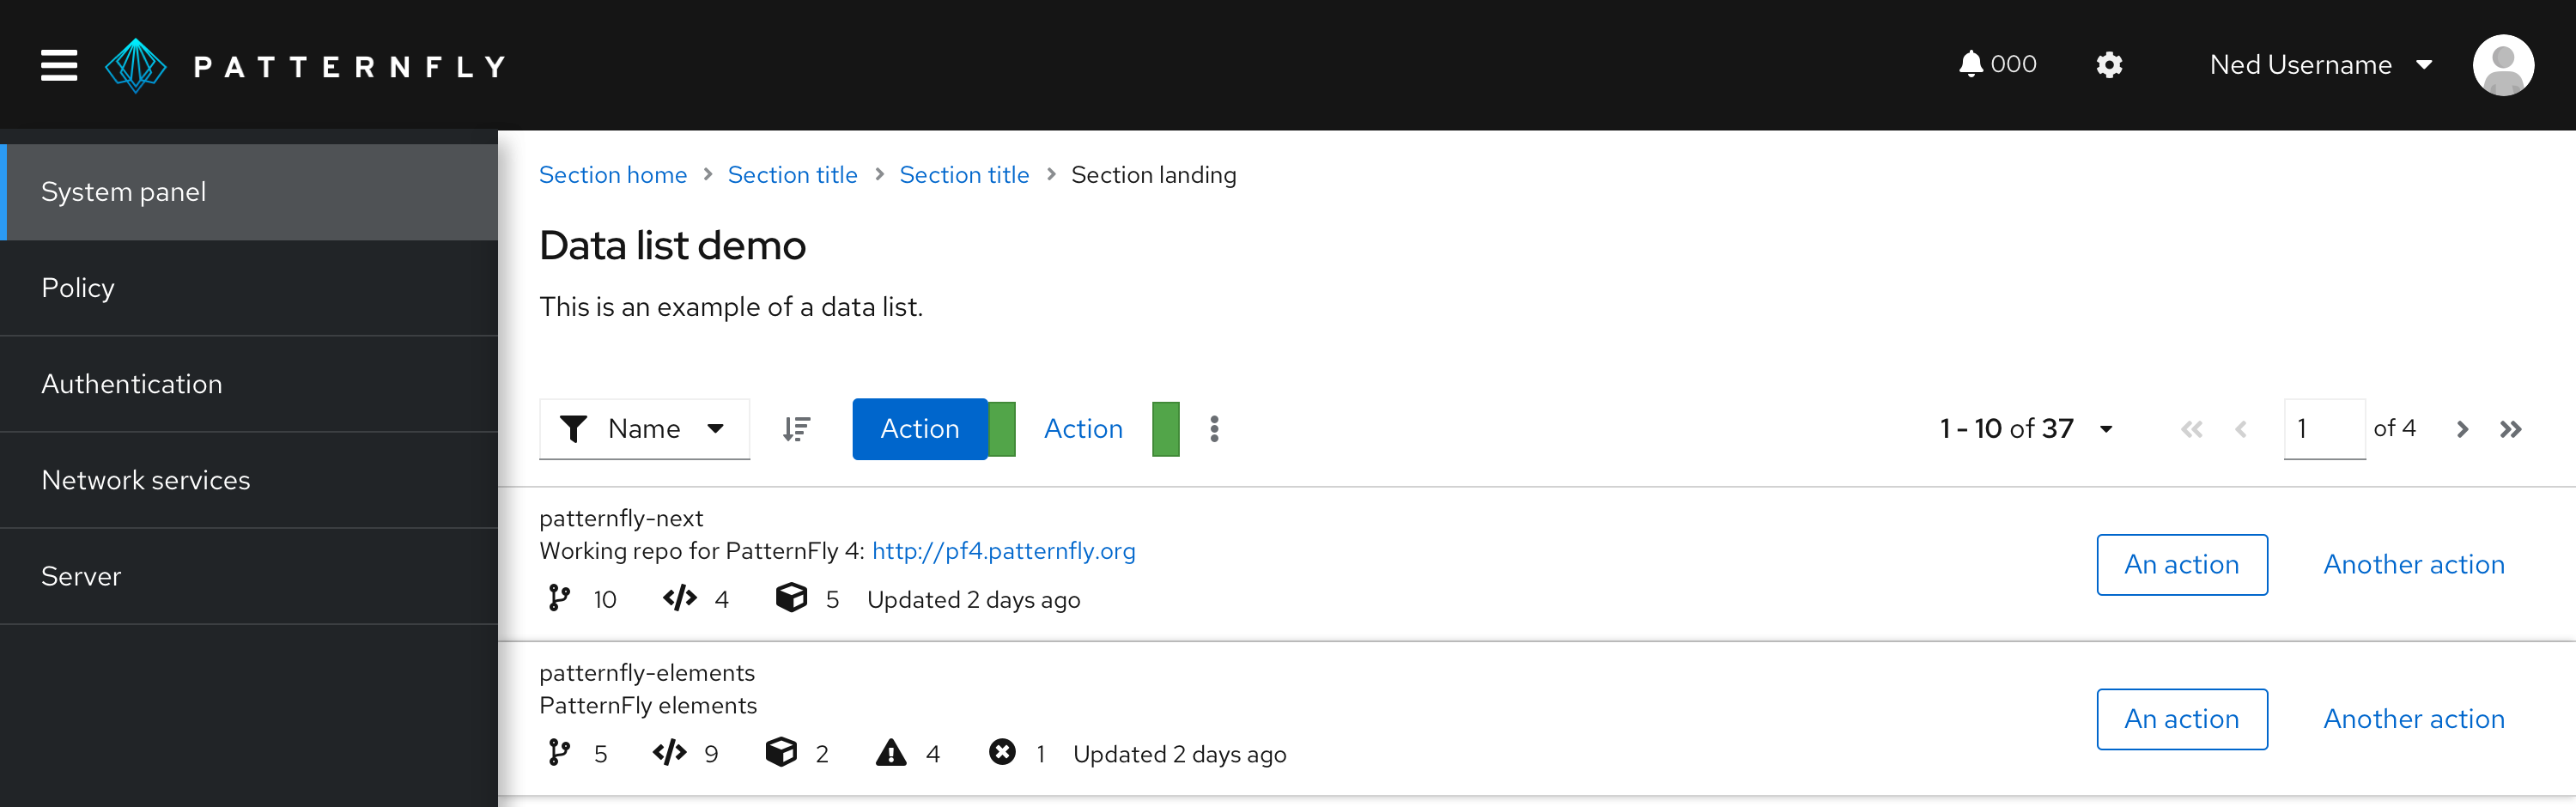 PATTERNFLY
000
Ned Username
System panel
Policy
Authentication
Network services
Server
Section home > Section title > Section title > Section landing
Data list demo
This is an example of a data list.
Name
Action
Action
1 - 10 of 37
1 of 4
patternfly-next
Working repo for PatternFly 4: http://pf4.patternfly.org
10 4 5 Updated 2 days ago
An action
Another action
patternfly-elements
PatternFly elements
5 9 2 4 1 Updated 2 days ago
An action
Another action